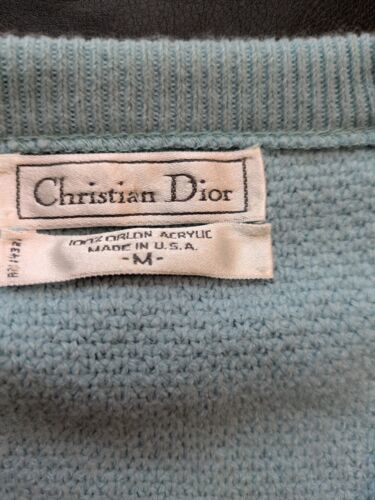 Christian Dior
100% ORLON ACRYLIC
MADE IN U.S.A.
-M-